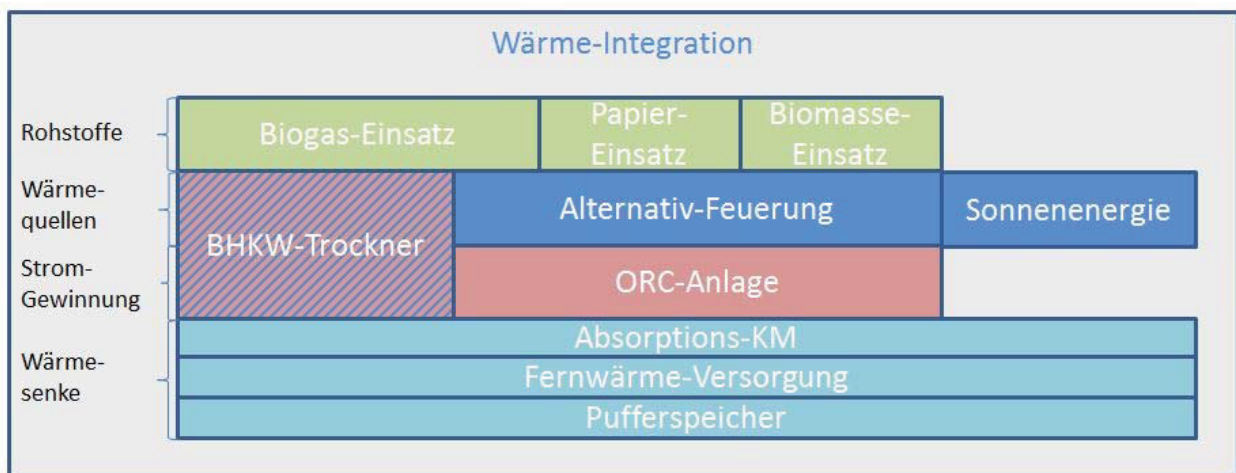 Wärme-Integration
Rohstoffe
Biogas-Einsatz
Papier-
Einsatz
Biomasse-
Einsatz
Wärme-
quellen
BHKW-Trockner
Alternativ-Feuerung
Sonnenenergie
Strom-
Gewinnung
ORC-Anlage
Wärme-
senke
Absorptions-KM
Fernwärme-Versorgung
Pufferspeicher